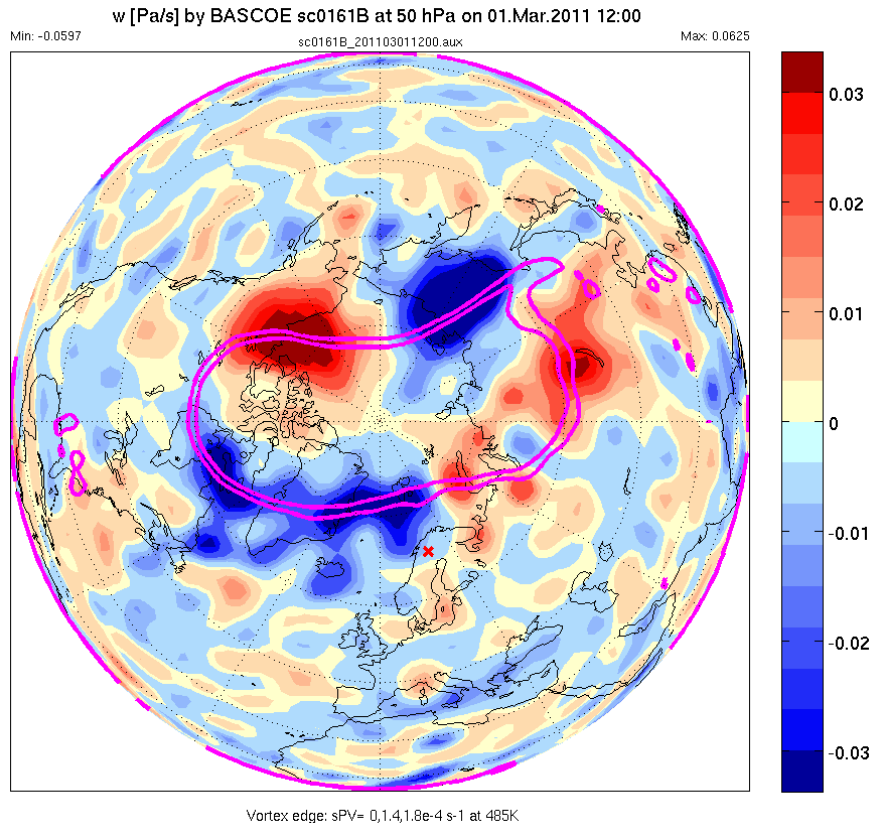 w [Pa/s] by BASCOE sc0161B at 50 hPa on 01.Mar.2011 12:00
Min: -0.0597
Max: 0.0625
sc0161B_201103011200.aux
0.03
0.02
0.01
0
-0.01
-0.02
-0.03
Vortex edge: sPV= 0,1.4,1.8e-4 s-1 at 485K